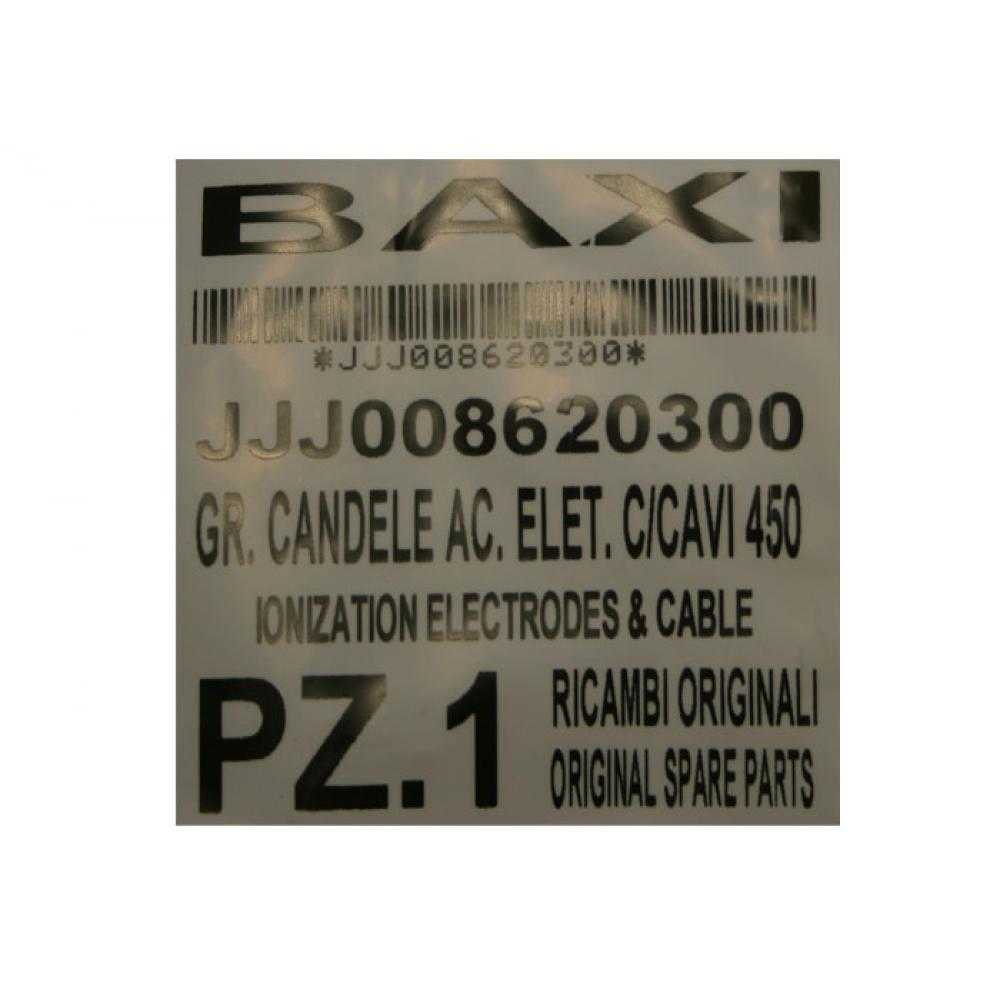 BAXI
*JJJ008620300*
JJJ008620300
GR. CANDELE AC. ELET. C/CAVI 450
IONIZATION ELECTRODES & CABLE
PZ.1
RICAMBI ORIGINALI
ORIGINAL SPARE PARTS